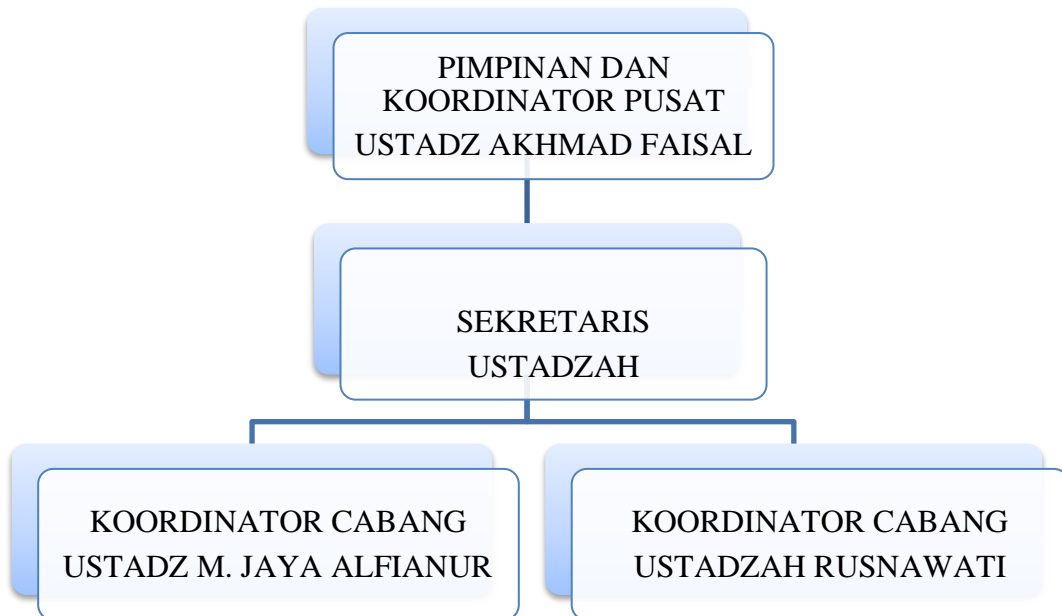 PIMPINAN DAN
KOORDINATOR PUSAT
USTADZ AKHMAD FAISAL
SEKRETARIS
USTADZAH
KOORDINATOR CABANG
USTADZ M. JAYA ALFIANUR
KOORDINATOR CABANG
USTADZAH RUSNAWATI